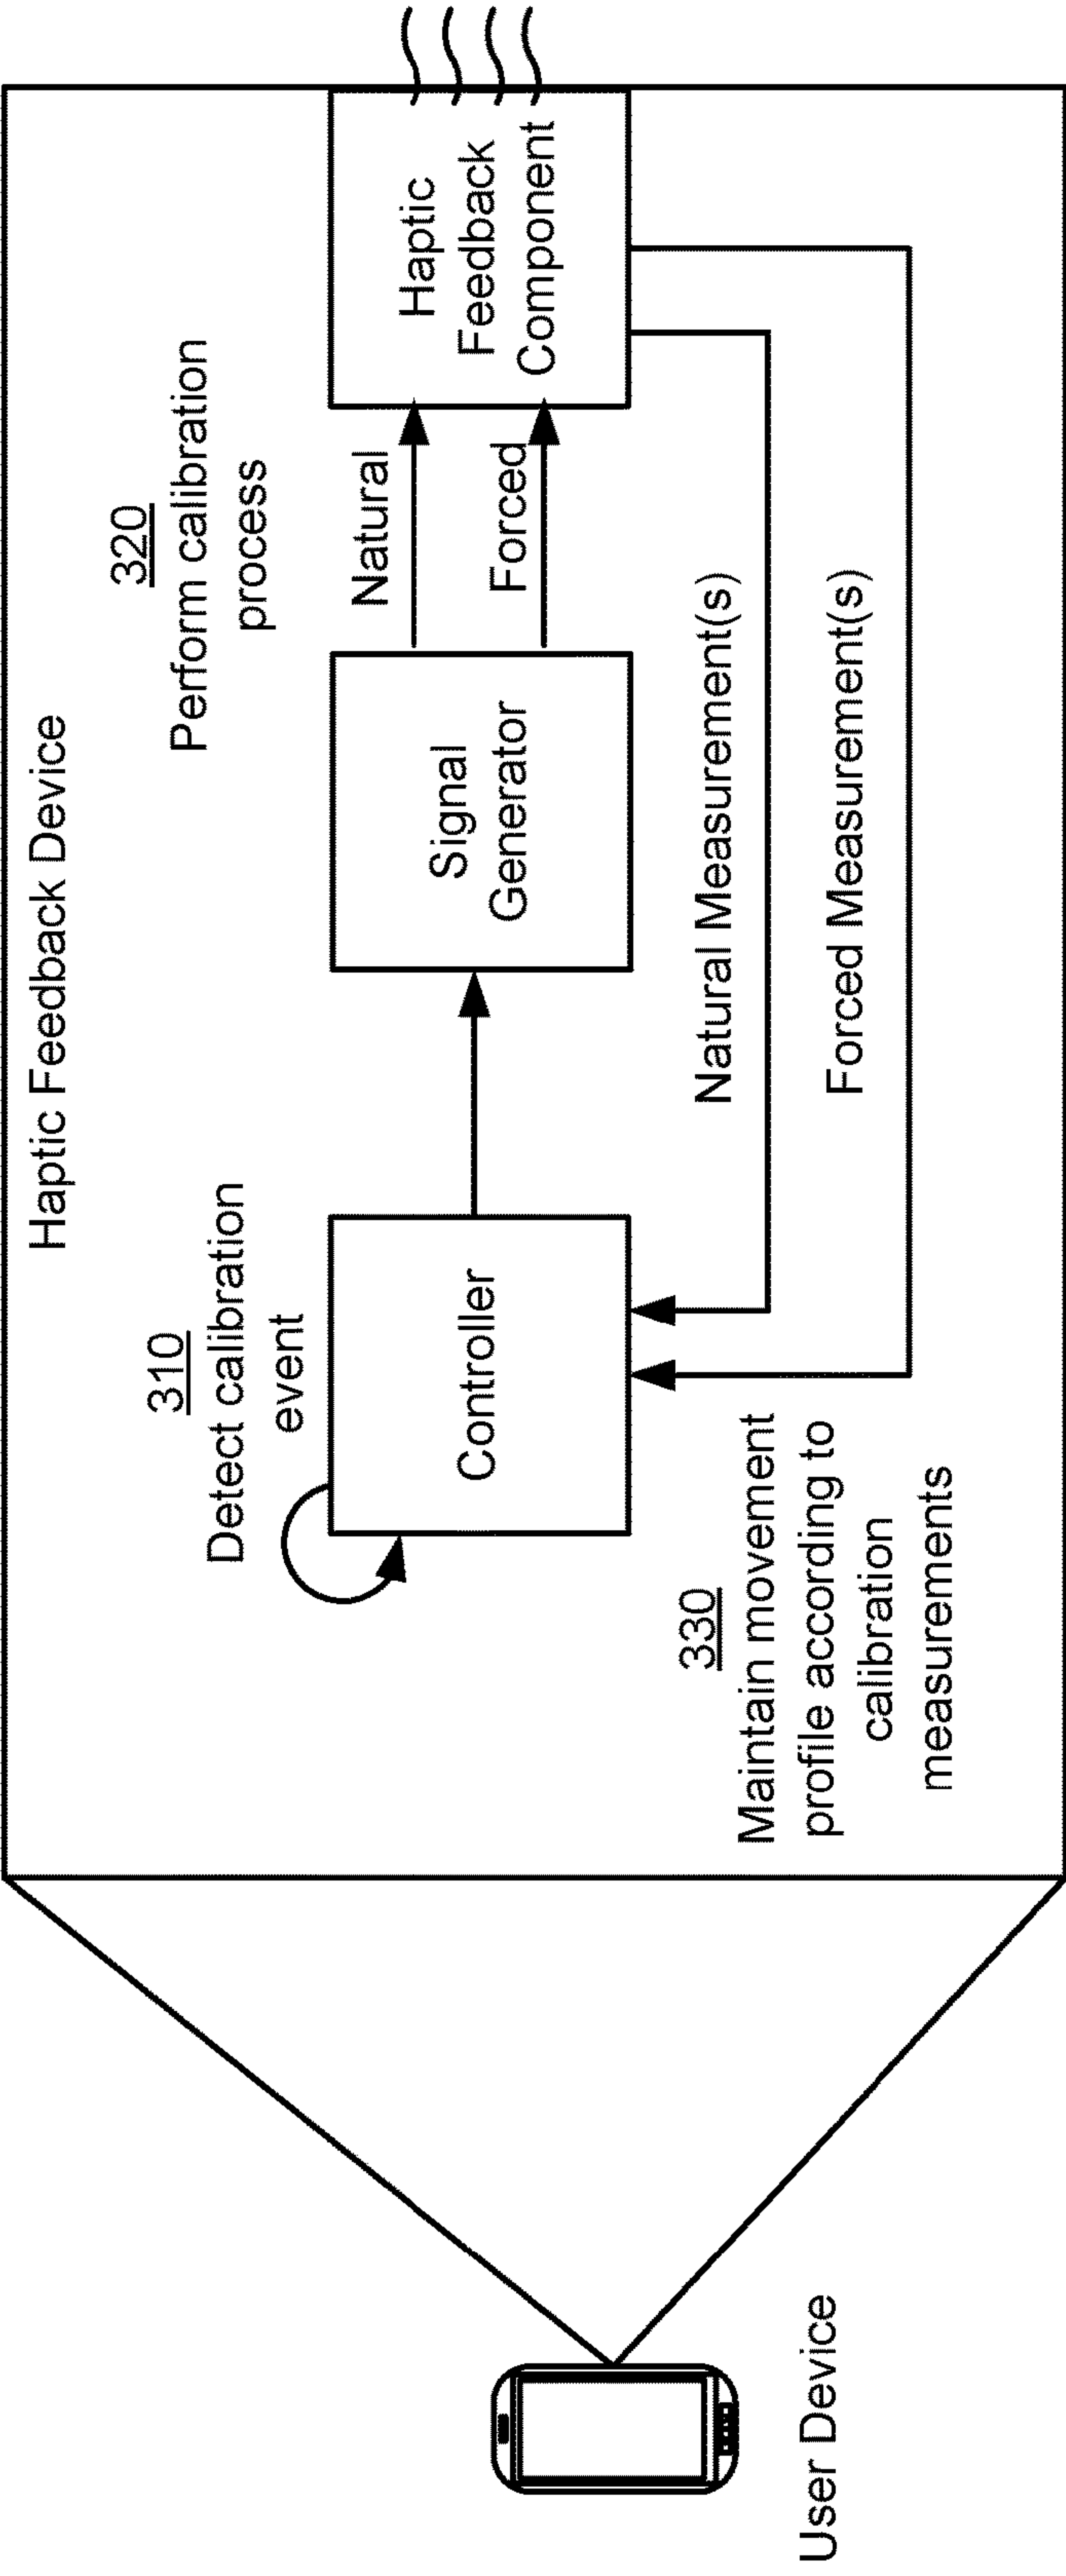 Haptic Feedback Device
310
Detect calibration
event
320
Perform calibration
process
Controller
Signal
Generator
Natural
Forced
Haptic
Feedback
Component
Natural Measurement(s)
Forced Measurement(s)
330
Maintain movement
profile according to
calibration
measurements
User Device